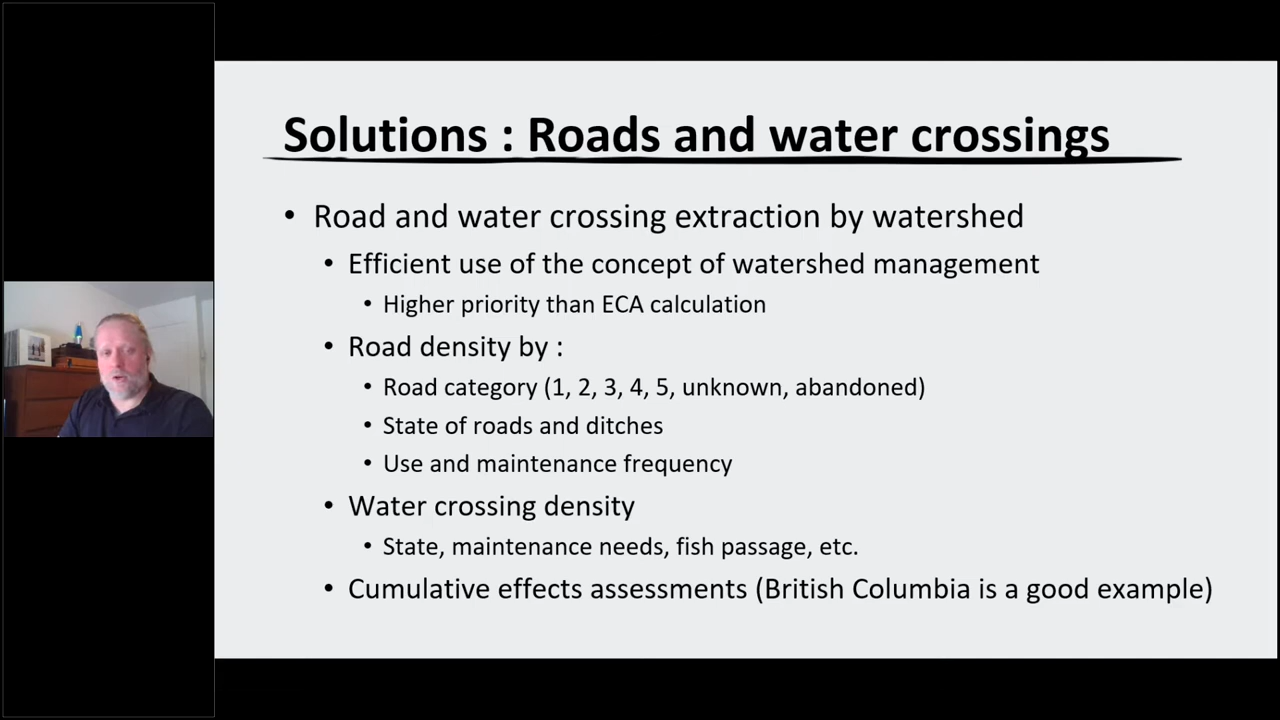 Solutions : Roads and water crossings
• Road and water crossing extraction by watershed
• Efficient use of the concept of watershed management
• Higher priority than ECA calculation
• Road density by :
• Road category (1, 2, 3, 4, 5, unknown, abandoned)
• State of roads and ditches
• Use and maintenance frequency
• Water crossing density
• State, maintenance needs, fish passage, etc.
• Cumulative effects assessments (British Columbia is a good example)